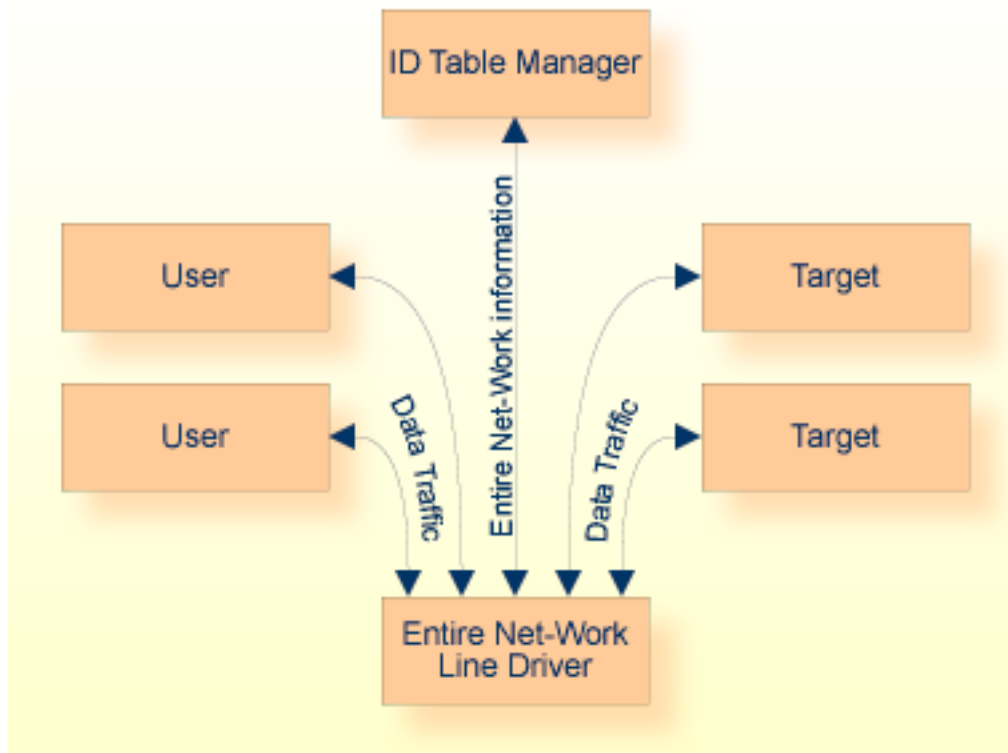 ID Table Manager
Entire Net-Work information
User
Target
User
Target
Data Traffic
Data Traffic
Entire Net-Work
Line Driver